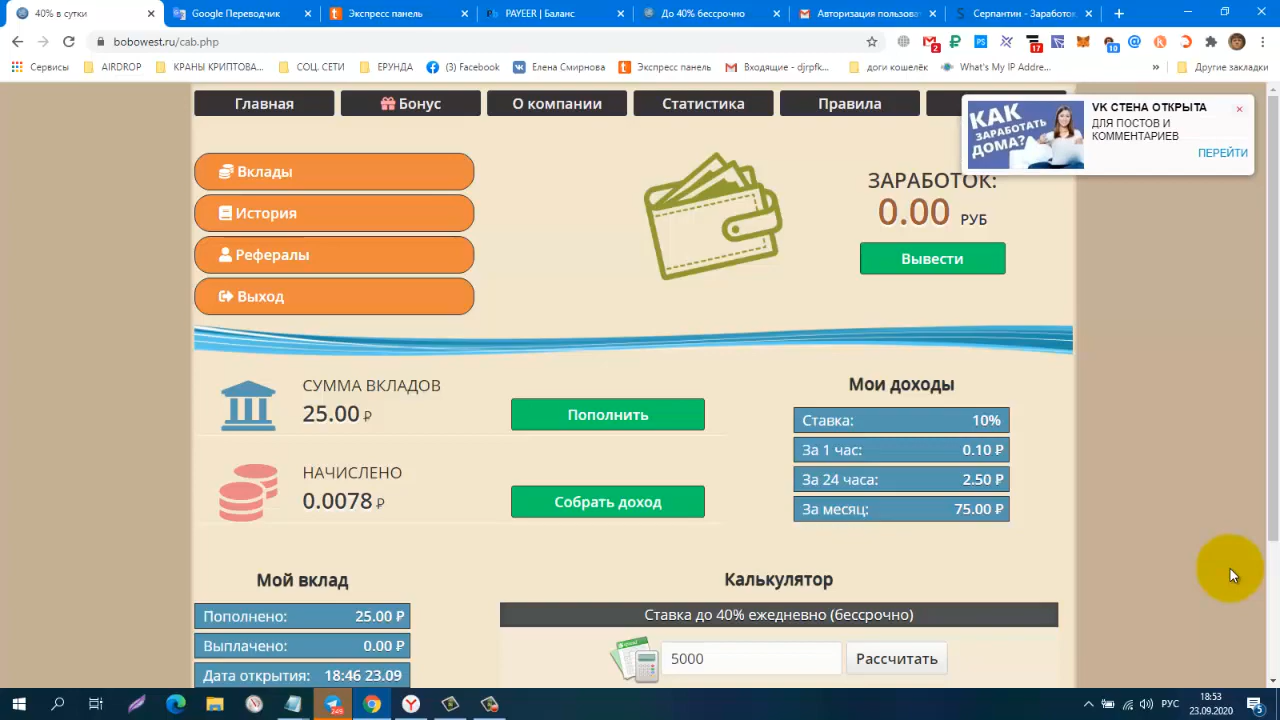 40% в сутки
Google Переводчик
Экспресс панель
PAYEER | Баланс
До 40% бессрочно
Авторизация пользова
Серпантин - Заработок
bobowest.ru/cab.php
2
17
10
Сервисы
AIRDROP
КРАНЫ КРИПТОВА...
СОЦ. СЕТИ
ЕРУНДА
(3) Facebook
Елена Смирнова
Экспресс панель
Входящие - djrpfk...
доги кошелёк
What's My IP Addre...
»
Другие закладки
Главная
Бонус
О компании
Статистика
Правила
КАК
ЗАРАБОТАТЬ
ДОМА?
VK СТЕНА ОТКРЫТА
ДЛЯ ПОСТОВ И
КОММЕНТАРИЕВ
ПЕРЕЙТИ
Вклады
История
Рефералы
Выход
ЗАРАБОТОК:
0.00 РУБ
Вывести
СУММА ВКЛАДОВ
25.00 ₽
Пополнить
НАЧИСЛЕНО
0.0078 ₽
Собрать доход
Мои доходы
Ставка: 10%
За 1 час: 0.10 ₽
За 24 часа: 2.50 ₽
За месяц: 75.00 ₽
Мой вклад
Пополнено: 25.00 ₽
Выплачено: 0.00 ₽
Дата открытия: 18:46 23.09
Калькулятор
Ставка до 40% ежедневно (бессрочно)
5000
Рассчитать
РУС
18:53
23.09.2020
5